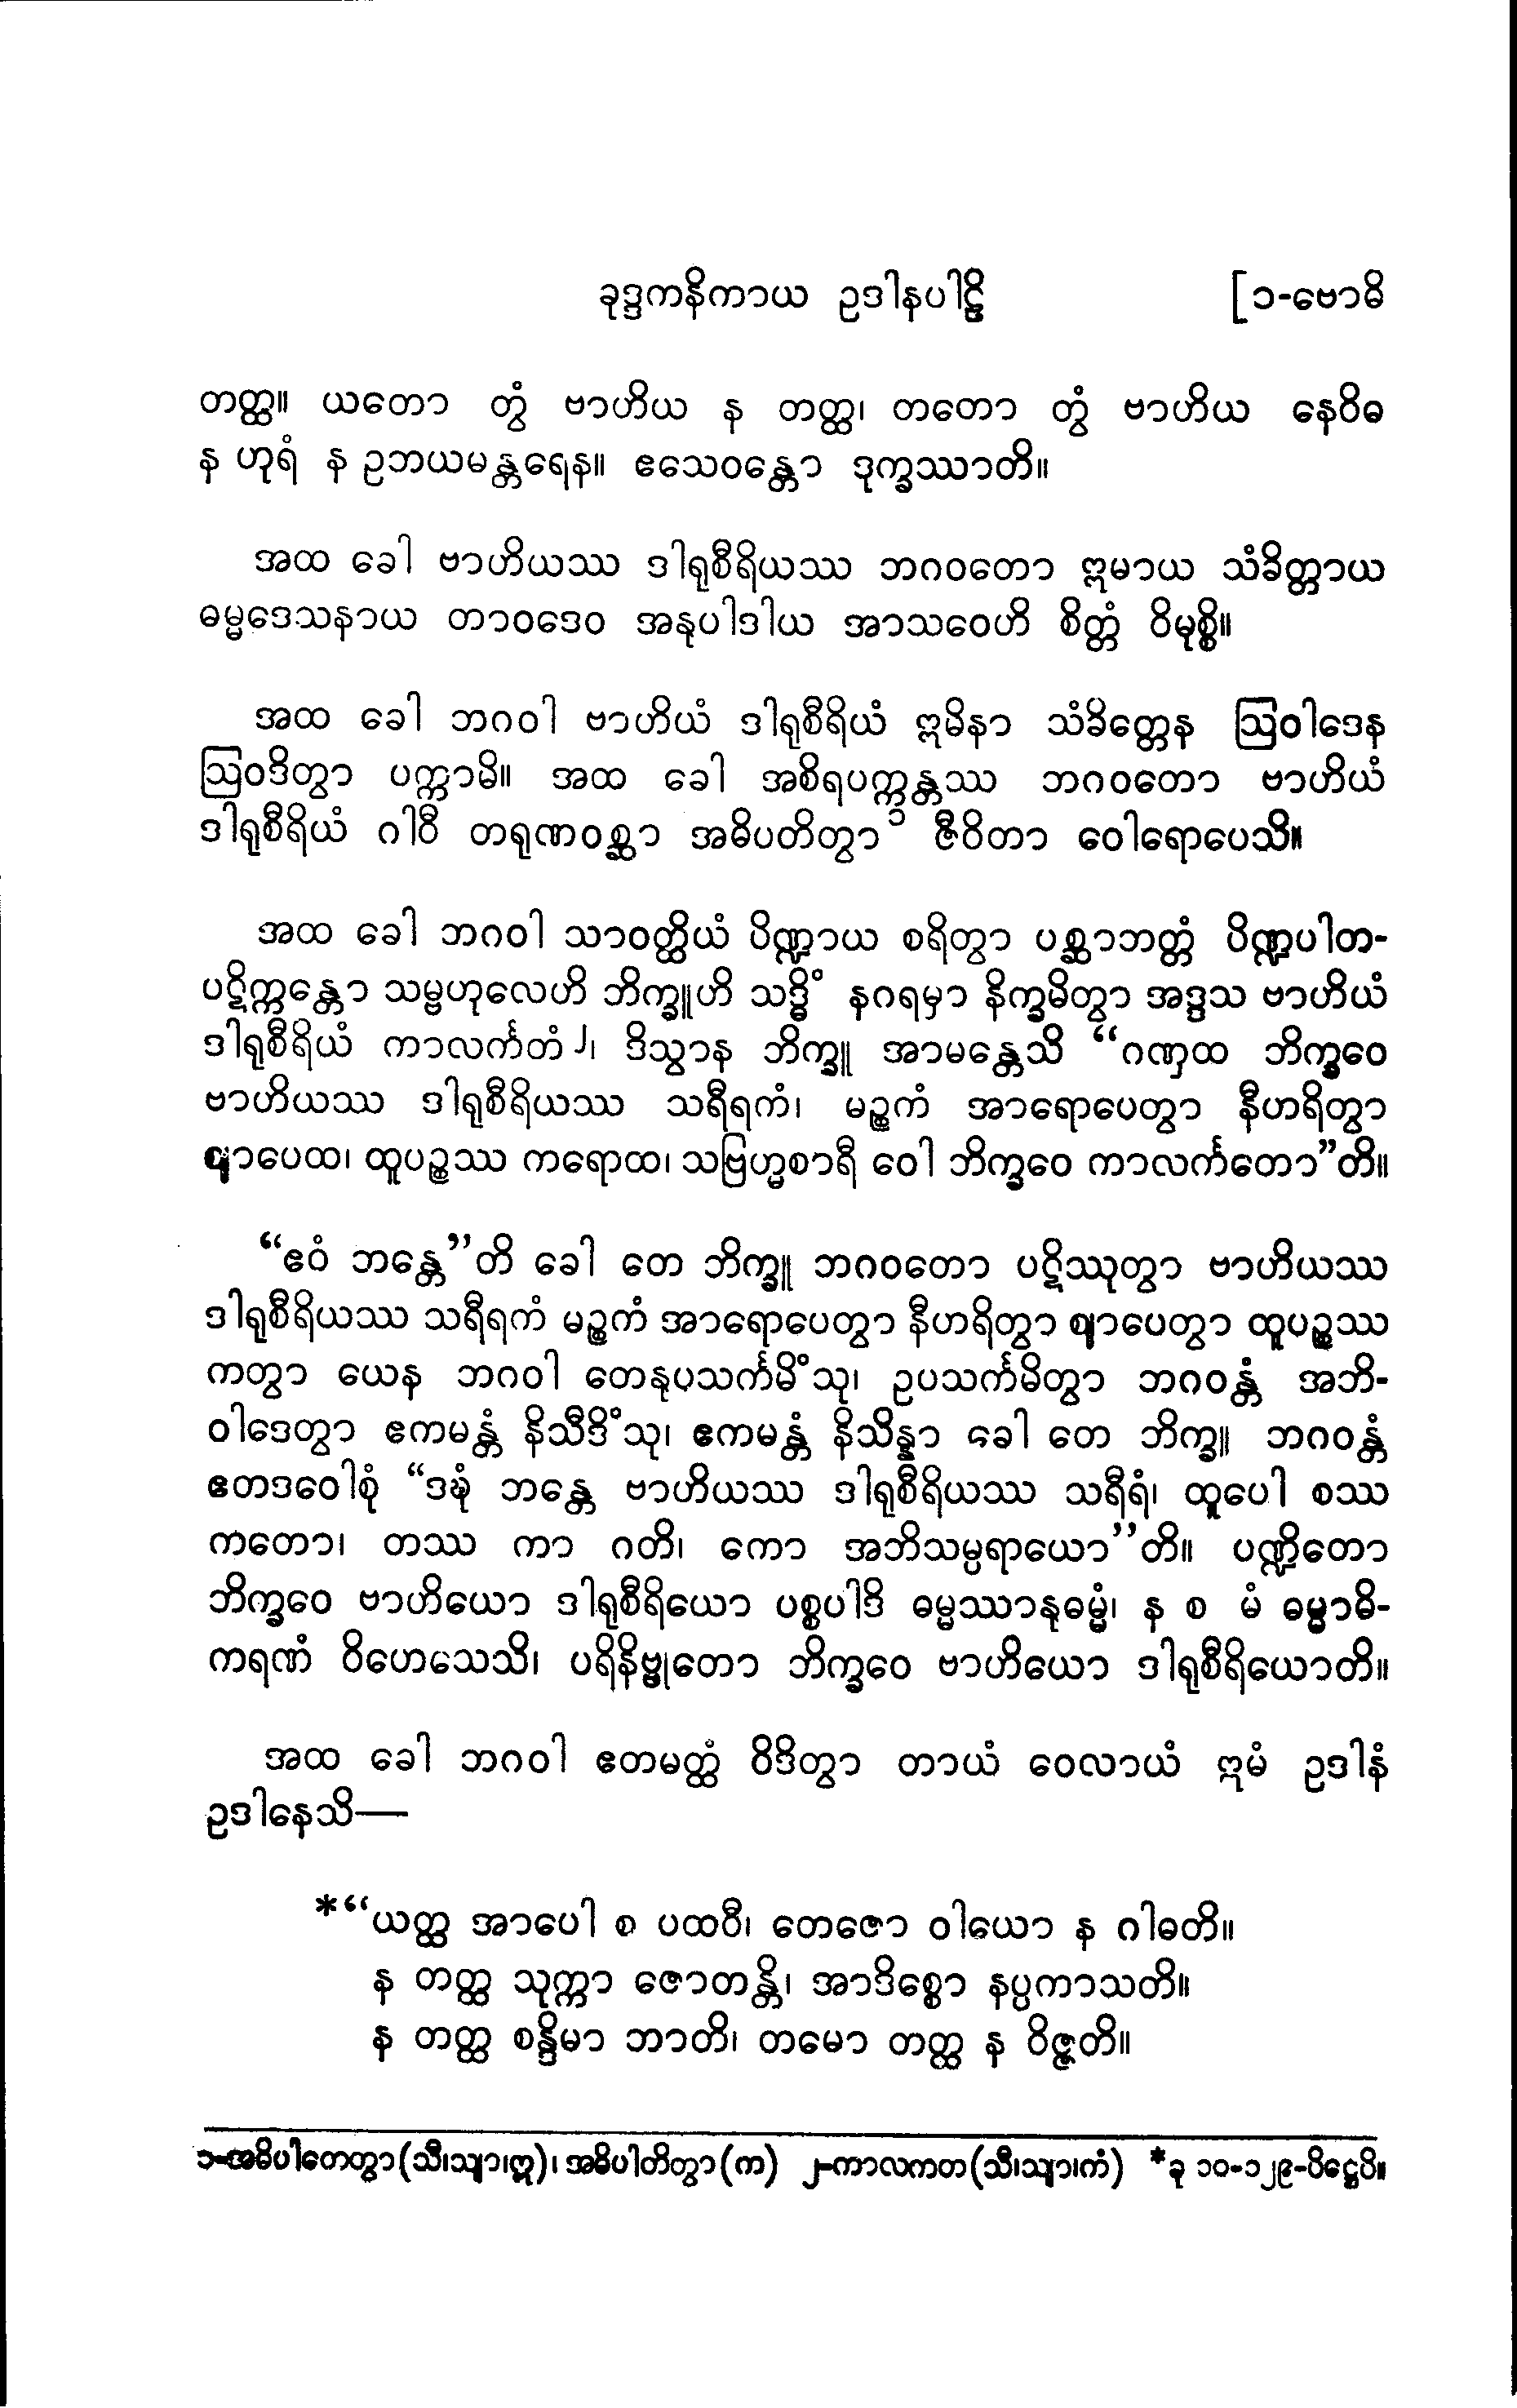 ခုဒ္ဒကနိကာယ ဥဒါနပါဠိ [၁-ဗောဓိ
တတ္ထ။ ယတော တွံ ဗာဟိယ န တတ္ထ၊ တတော တွံ ဗာဟိယ နေဝိဓ
န ဟုရံ န ဥဘယမန္တရေန။ ဧသေဝန္တော ဒုက္ခဿာတိ။
အထ ခေါ ဗာဟိယဿ ဒါရုစီရိယဿ ဘဂဝတော ဣမာယ သံခိတ္တာယ
ဓမ္မဒေသနာယ တာဝဒေဝ အနုပါဒါယ အာသဝေဟိ စိတ္တံ ဝိမုစ္စိ။
အထ ခေါ ဘဂဝါ ဗာဟိယံ ဒါရုစီရိယံ ဣမိနာ သံခိတ္တေန ဩဝါဒေန
ဩဝဒိတွာ ပက္ကာမိ။ အထ ခေါ အစိရပက္ကန္တဿ ဘဂဝတော ဗာဟိယံ
ဒါရုစီရိယံ ဂါဝီ တရုဏဝစ္ဆာ အဓိပတိတွာ ၁ ဇီဝိတာ ဝေါရောပေသိ။
အထ ခေါ ဘဂဝါ သာဝတ္ထိယံ ပိဏ္ဍာယ စရိတွာ ပစ္ဆာဘတ္တံ ပိဏ္ဍပါတ-
ပဋိက္ကန္တော သမ္ဗဟုလေဟိ ဘိက္ခူဟိ သဒ္ဓိံ နဂရမှာ နိက္ခမိတွာ အဒ္ဒသ ဗာဟိယံ
ဒါရုစီရိယံ ကာလင်္ကတံ ၂၊ ဒိသွာန ဘိက္ခူ အာမန္တေသိ “ဂဏှထ ဘိက္ခဝေ
ဗာဟိယဿ ဒါရုစီရိယဿ သရီရကံ၊ မဉ္စကံ အာရောပေတွာ နီဟရိတွာ
ဈာပေထ၊ ထူပဉ္စဿ ကရောထ၊ သဗြဟ္မစာရီ ဝေါ ဘိက္ခဝေ ကာလင်္ကတော”တိ။
“ဧဝံ ဘန္တေ”တိ ခေါ တေ ဘိက္ခူ ဘဂဝတော ပဋိဿုတွာ ဗာဟိယဿ
ဒါရုစီရိယဿ သရီရကံ မဉ္စကံ အာရောပေတွာ နီဟရိတွာ ဈာပေတွာ ထူပဉ္စဿ
ကတွာ ယေန ဘဂဝါ တေနုပသင်္ကမိံသု၊ ဥပသင်္ကမိတွာ ဘဂဝန္တံ အဘိ-
ဝါဒေတွာ ဧကမန္တံ နိသီဒိံသု၊ ဧကမန္တံ နိသိန္နာ ခေါ တေ ဘိက္ခူ ဘဂဝန္တံ
ဧတဒဝေါစုံ “ဒဍ္ဎံ ဘန္တေ ဗာဟိယဿ ဒါရုစီရိယဿ သရီရံ၊ ထူပေါ စဿ
ကတော၊ တဿ ကာ ဂတိ၊ ကော အဘိသမ္ပရာယော”တိ။ ပဏ္ဍိတော
ဘိက္ခဝေ ဗာဟိယော ဒါရုစီရိယော ပစ္စပါဒိ ဓမ္မဿာနုဓမ္မံ၊ န စ မံ ဓမ္မာဓိ-
ကရဏံ ဝိဟေသေသိ၊ ပရိနိဗ္ဗုတော ဘိက္ခဝေ ဗာဟိယော ဒါရုစီရိယောတိ။
အထ ခေါ ဘဂဝါ ဧတမတ္ထံ ဝိဒိတွာ တာယံ ဝေလာယံ ဣမံ ဥဒါနံ
ဥဒါနေသိ—
*“ယတ္ထ အာပေါ စ ပထဝီ၊ တေဇော ဝါယော န ဂါဓတိ။
န တတ္ထ သုက္ကာ ဇောတန္တိ၊ အာဒိစ္စော နပ္ပကာသတိ။
န တတ္ထ စန္ဒိမာ ဘာတိ၊ တမော တတ္ထ န ဝိဇ္ဇတိ။
၁-အဓိပါတေတွာ (သီ၊သျာ၊ဣ)၊ အဓိပါတိတွာ (က) ၂-ကာလကတ (သီ၊သျာ၊ကံ) *ခု ၁၀-၁၂၉-ပိဋ္ဌေပိ။